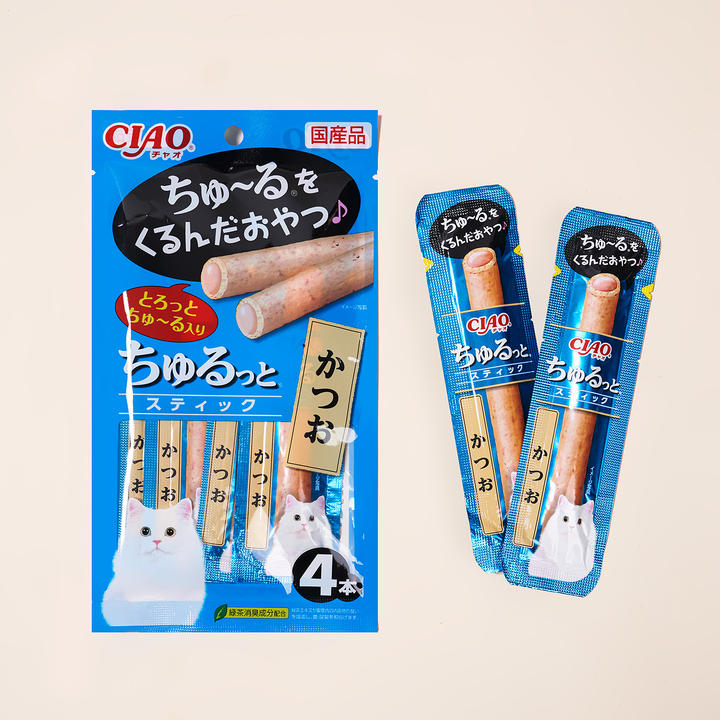 CIAO
チャオ
国産品
ちゅ〜る®を
くるんだおやつ♪
イメージ写真
とろっと
ちゅ〜る入り
ちゅるっと
スティック
かつお
かつお
かつお
かつお
かつお
4本
緑茶消臭成分配合
ちゅ〜る®を
くるんだおやつ♪
CIAO
チャオ
ちゅるっと
スティック
かつお
ちゅ〜る®を
くるんだおやつ♪
CIAO
チャオ
ちゅるっと
スティック
かつお